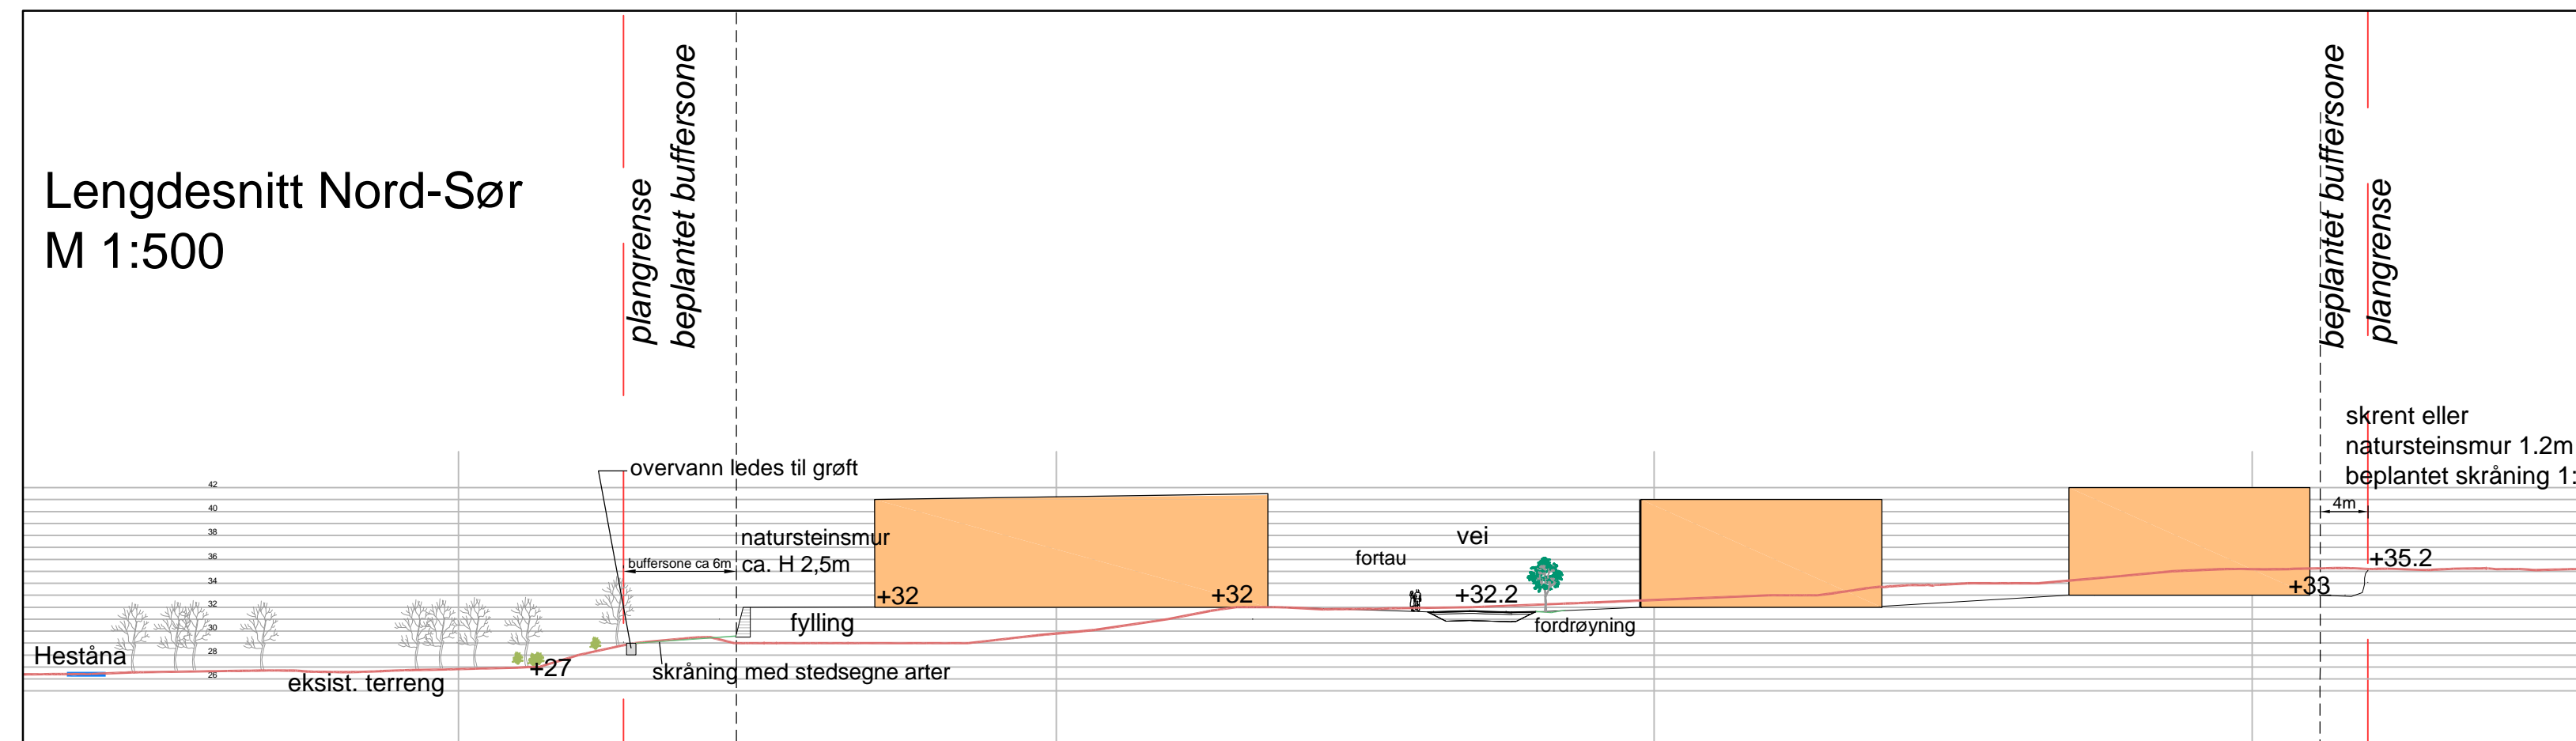 Lengdesnitt Nord-Sør
M 1:500
plangrense
beplantet buffersone
beplantet buffersone
plangrense
skrent eller
natursteinsmur 1.2m
beplantet skråning 1:
4m
+35.2
overvann ledes til grøft
42
40
38
36
34
32
30
28
26
natursteinsmur
ca. H 2,5m
buffersone ca 6m
vei
fortau
+32
+32
+32.2
+33
fylling
fordrøyning
Heståna
+27
eksist. terreng
skråning med stedsegne arter